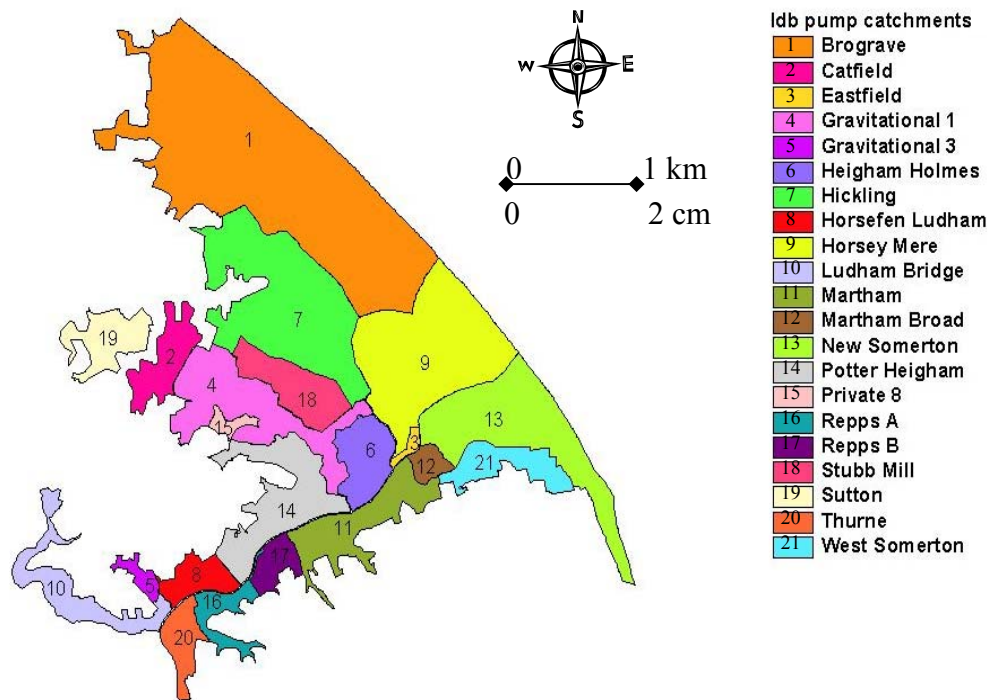 N
W E
S
0 1 km
0 2 cm
Idb pump catchments
1 Brograve
2 Catfield
3 Eastfield
4 Gravitational 1
5 Gravitational 3
6 Heigham Holmes
7 Hickling
8 Horsefen Ludham
9 Horsey Mere
10 Ludham Bridge
11 Martham
12 Martham Broad
13 New Somerton
14 Potter Heigham
15 Private 8
16 Repps A
17 Repps B
18 Stubb Mill
19 Sutton
20 Thurne
21 West Somerton
1
7
19
2
9
4
18
13
15
3
6
12
21
14
11
17
8
5
10
16
20